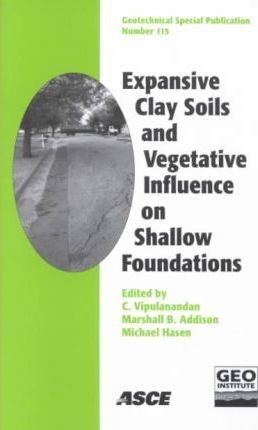 Geotechnical Special Publication
Number 115
Expansive
Clay Soils
and
Vegetative
Influence
on
Shallow
Foundations
Edited by
C. Vipulanandan
Marshall B. Addison
Michael Hasen
ASCE
GEO
INSTITUTE